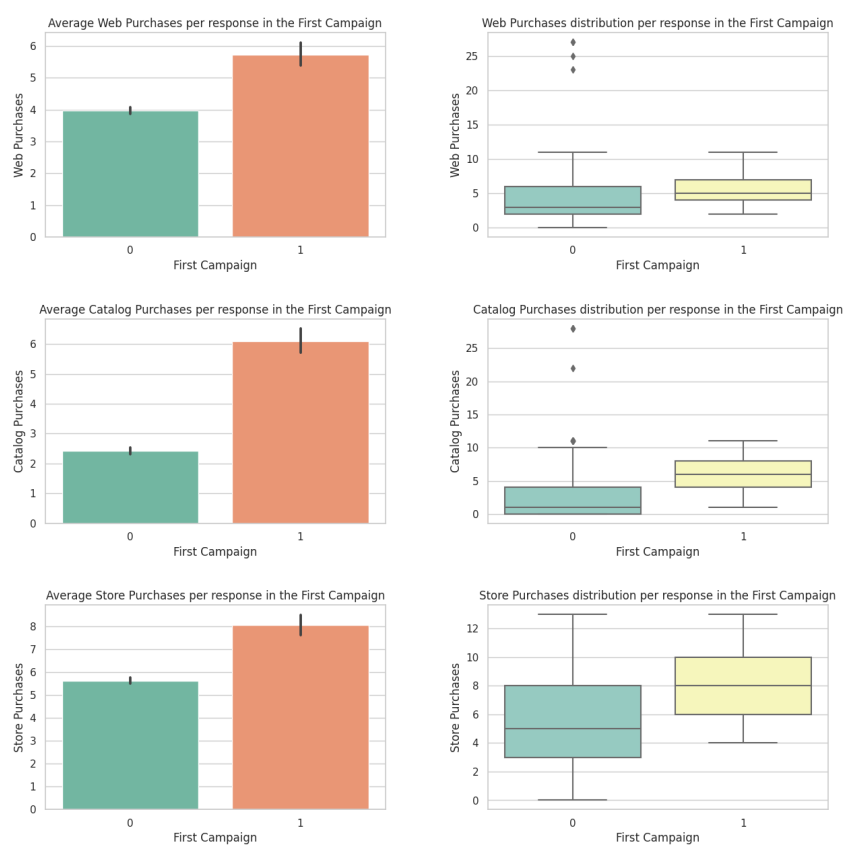 Average Web Purchases per response in the First Campaign
Web Purchases
6
5
4
3
2
1
0
0 1
First Campaign
Web Purchases distribution per response in the First Campaign
Web Purchases
25
20
15
10
5
0
0 1
First Campaign
Average Catalog Purchases per response in the First Campaign
Catalog Purchases
6
5
4
3
2
1
0
0 1
First Campaign
Catalog Purchases distribution per response in the First Campaign
Catalog Purchases
25
20
15
10
5
0
0 1
First Campaign
Average Store Purchases per response in the First Campaign
Store Purchases
8
7
6
5
4
3
2
1
0
0 1
First Campaign
Store Purchases distribution per response in the First Campaign
Store Purchases
12
10
8
6
4
2
0
0 1
First Campaign